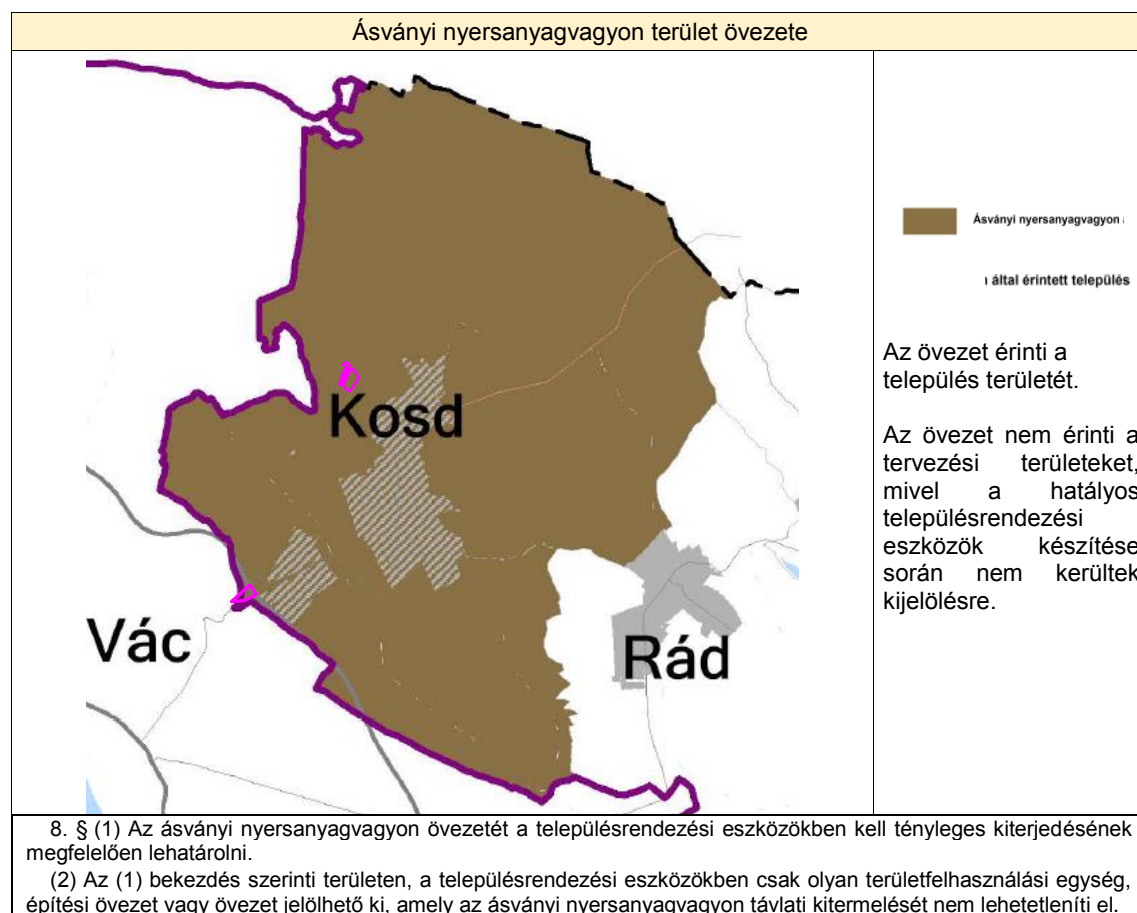 Ásványi nyersanyagvagyon terület övezete
Kosd
Vác
Rád
Ásványi nyersanyagvagyon
által érintett település
Az övezet érinti a
település területét.
Az övezet nem érinti a
tervezési területeket,
mivel a hatályos
településrendezési
eszközök készítése
során nem kerültek
kijelölésre.
8. § (1) Az ásványi nyersanyagvagyon övezetét a településrendezési eszközökben kell tényleges kiterjedésének
megfelelően lehatárolni.
(2) Az (1) bekezdés szerinti területen, a településrendezési eszközökben csak olyan területfelhasználási egység,
építési övezet vagy övezet jelölhető ki, amely az ásványi nyersanyagvagyon távlati kitermelését nem lehetetleníti el.